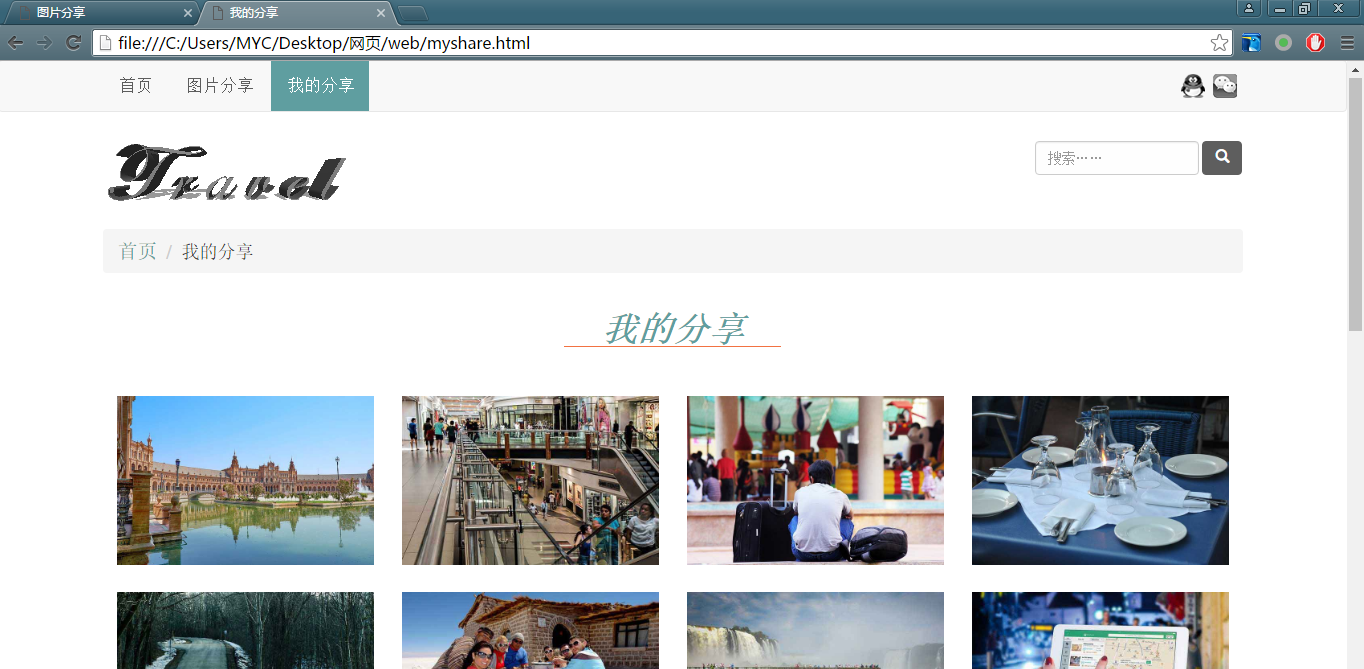 图片分享
我的分享
file:///C:/Users/MYC/Desktop/网页/web/myshare.html
首页 图片分享 我的分享
Travel
搜索……
首页 / 我的分享
我的分享